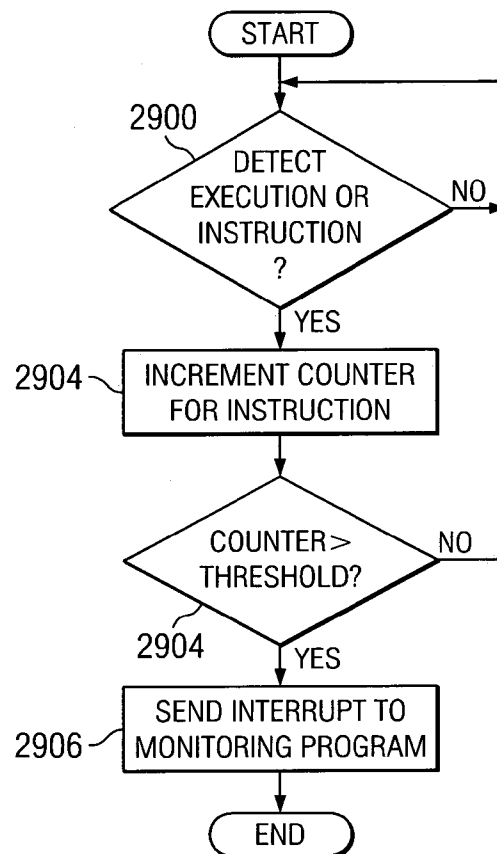 START
2900
DETECT
EXECUTION OR
INSTRUCTION
?
NO
YES
2904
INCREMENT COUNTER
FOR INSTRUCTION
COUNTER>
THRESHOLD?
NO
2904
YES
2906
SEND INTERRUPT TO
MONITORING PROGRAM
END